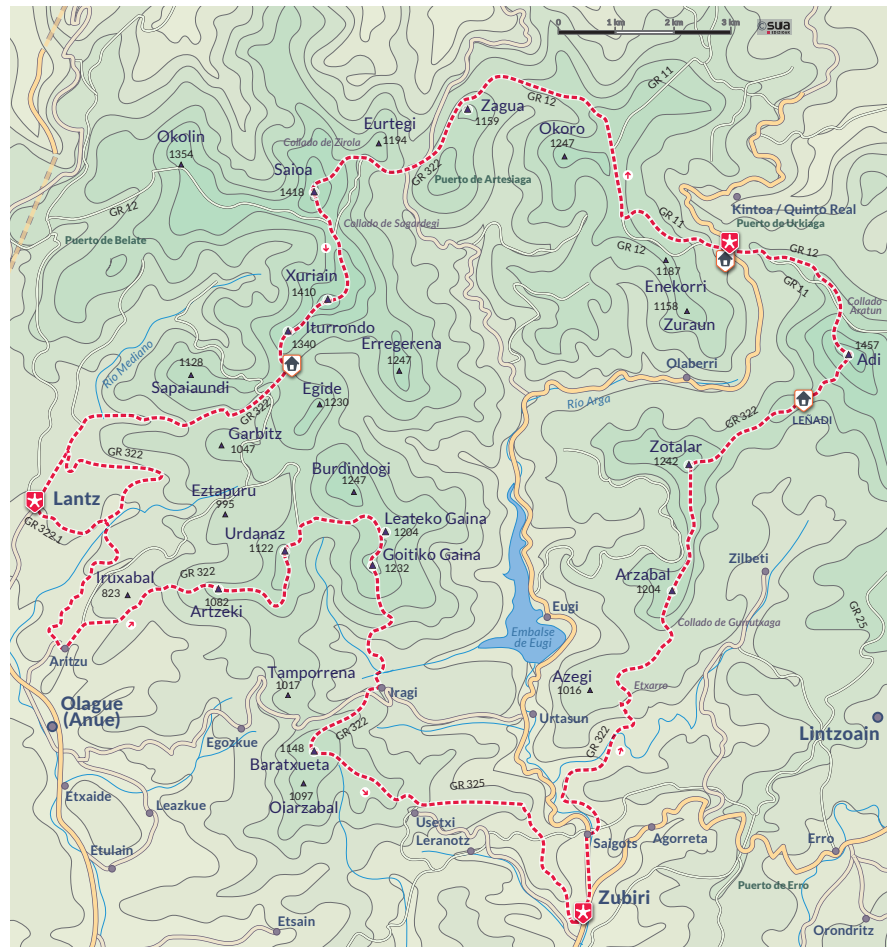 0 1 km 2 km 3 km
©sua
EDIZIOAK
GR 11
Zagua
1159
GR 12
Okolin
1354
Eurtegi
1194
Collado de Zirola
Okoro
1247
Saioa
1418
GR 322
Puerto de Artesiaga
GR 12
Kintoa / Quinto Real
Puerto de Urkiaga
GR 11
Collado de Sagardegi
Puerto de Belate
GR 12
GR 12
1187
Enekorri
GR 11
Xuriain
1410
Collado
Aratun
1158
Zuraun
Iturrondo
1340
Erregerena
1247
1457
Adi
Río Mediano
1128
Sapaiaundi
Olaberri
Egide
1230
Río Arga
GR 322
GR 322
LEÑADI
Garbitz
1047
Zotalar
1242
GR 322
Burdindogi
1247
Lantz
Eztapuru
995
GR 322.1
Leateko Gaina
1204
Urdanaz
1122
Goitiko Gaina
1232
Zilbeti
GR 322
Iruxabal
823
Arzabal
1204
1082
Artzeki
Eugi
GR 25
Collado de Gurrutxaga
Embalse
de Eugi
Aritzu
Tamporrena
1017
Azegi
1016
Etxarro
Iragi
Olague
(Anue)
Urtasun
Lintzoain
GR 322
Egozkue
GR 322
1148
Baratxueta
1097
Oiarzabal
GR 325
Etxaide
Leazkue
Usetxi
Leranotz
Saigots
Agorreta
Erro
Etulain
Puerto de Erro
Zubiri
Etsain
Orondritz